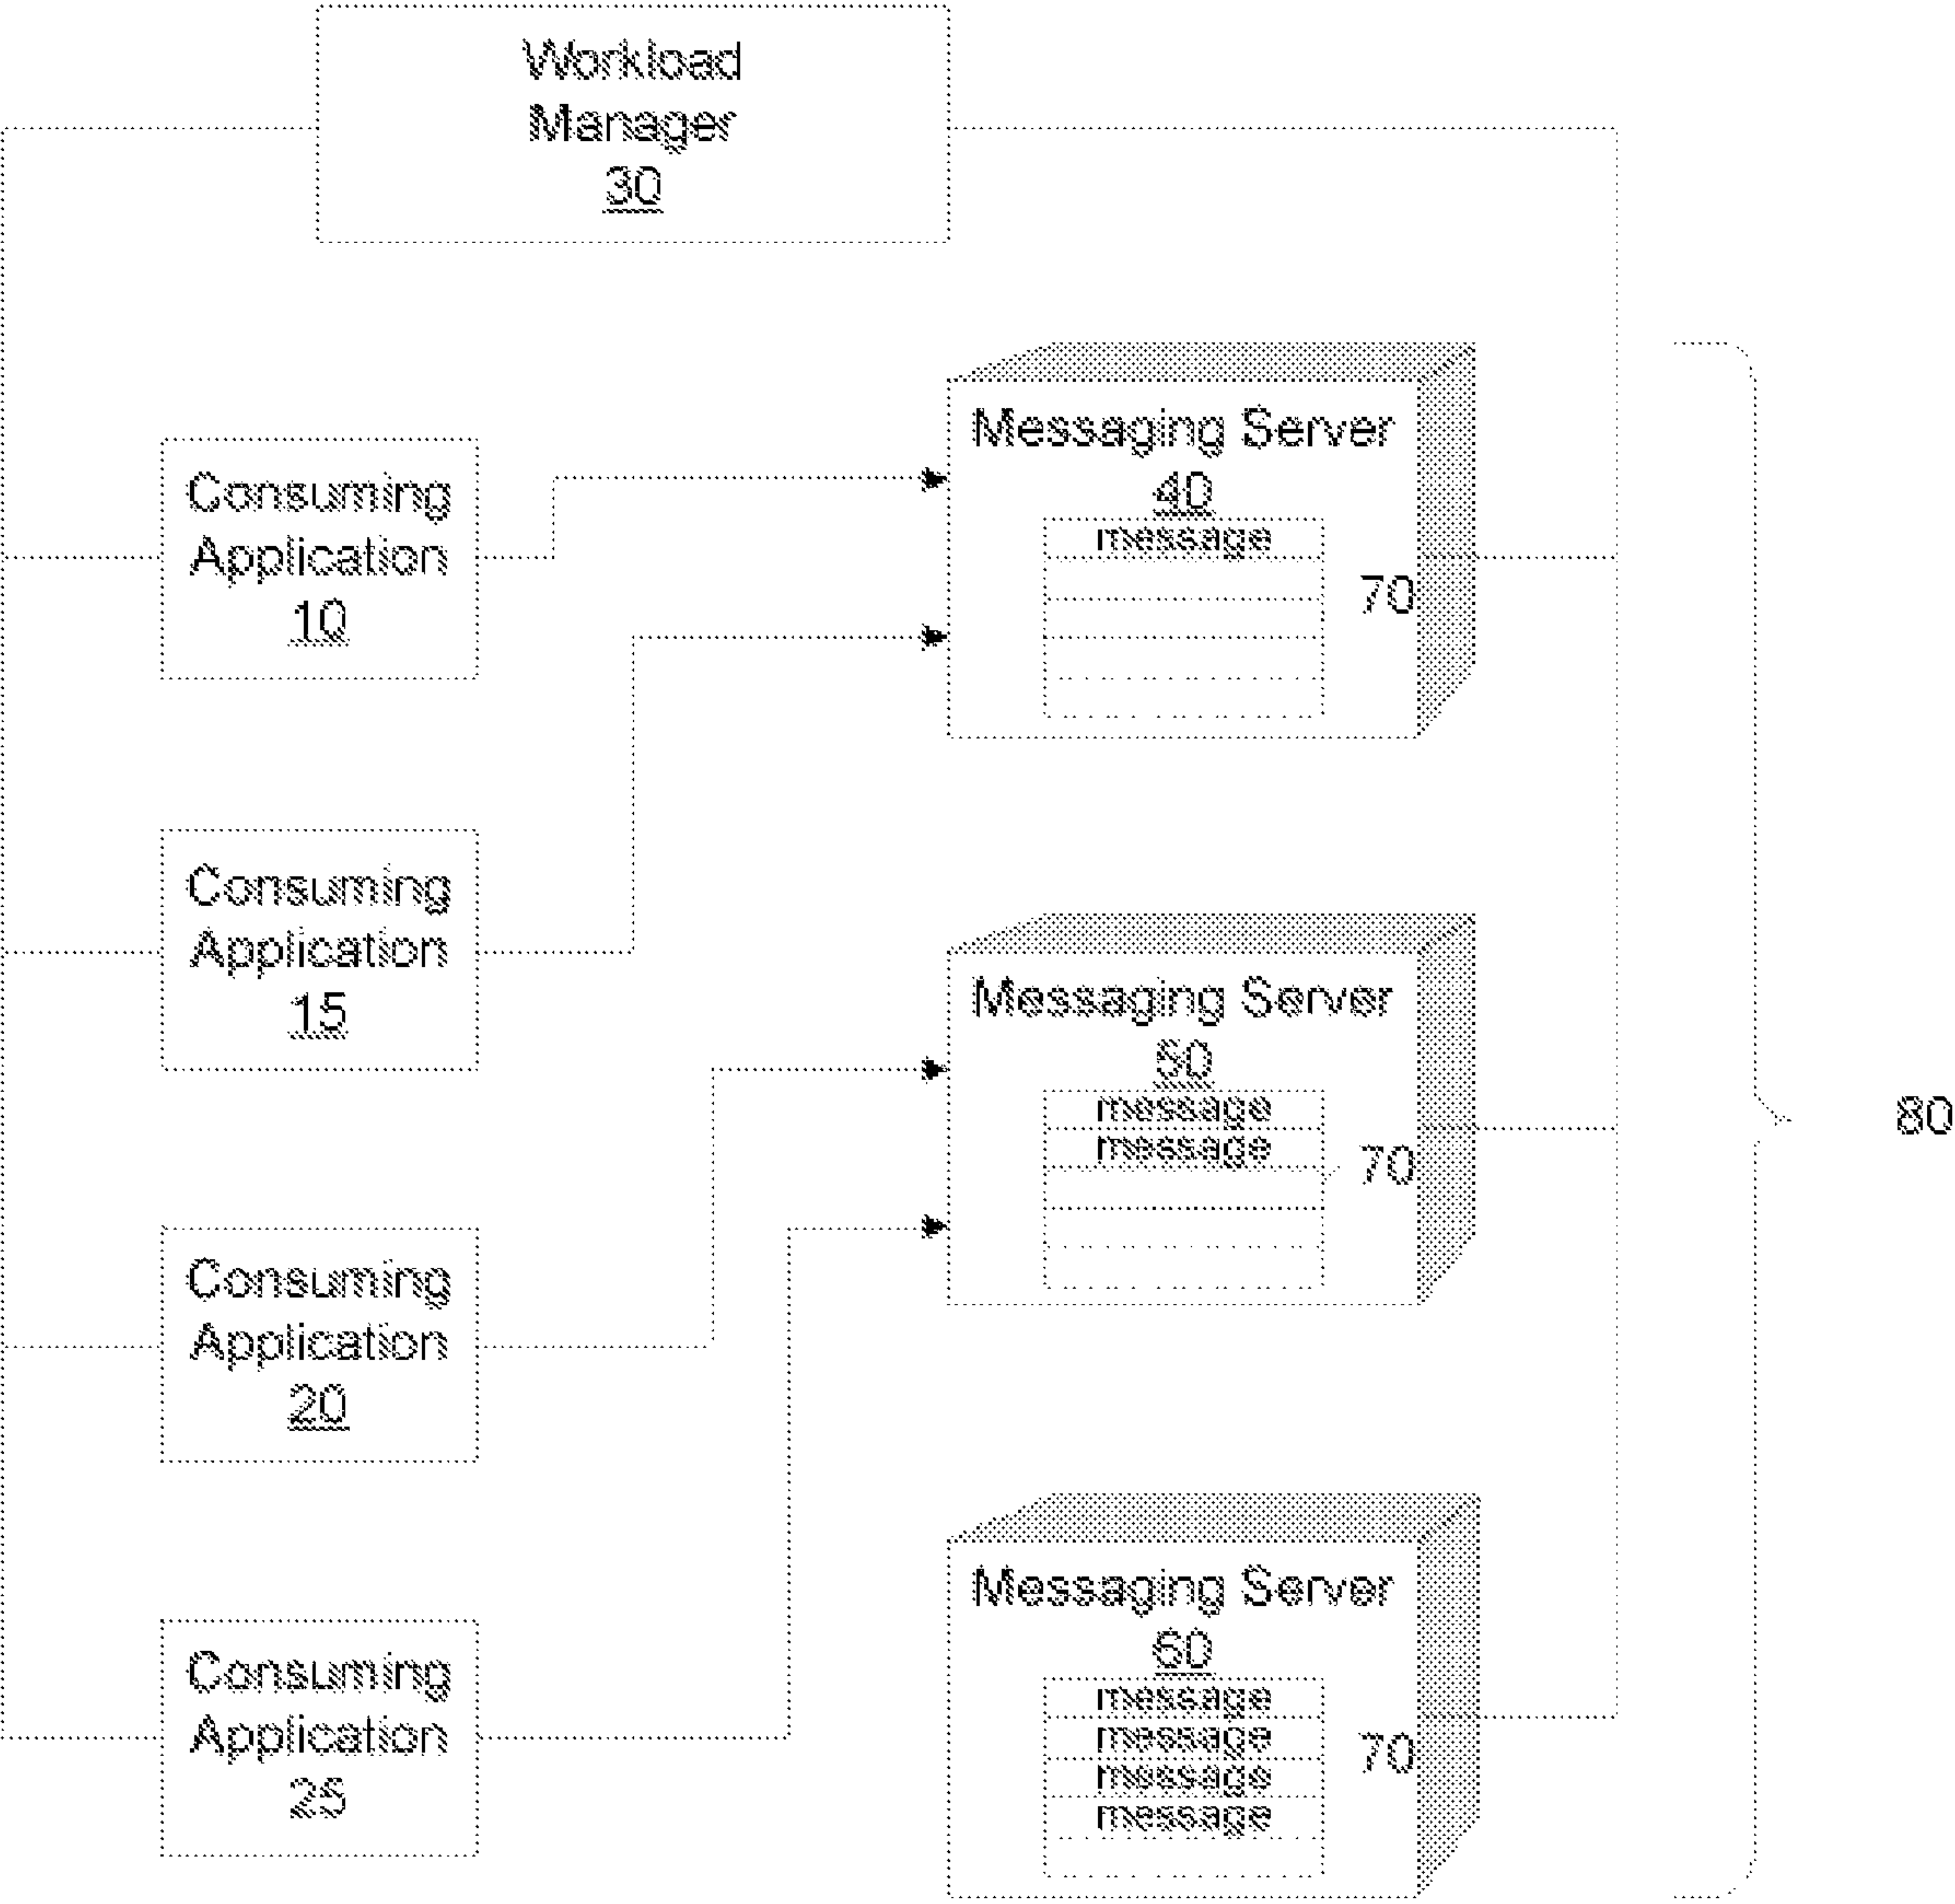 Workload
Manager
30
Messaging Server
40
message
70
Consuming
Application
10
Consuming
Application
15
Messaging Server
50
message
message
70
80
Consuming
Application
20
Messaging Server
60
message
message
message
message
70
Consuming
Application
25